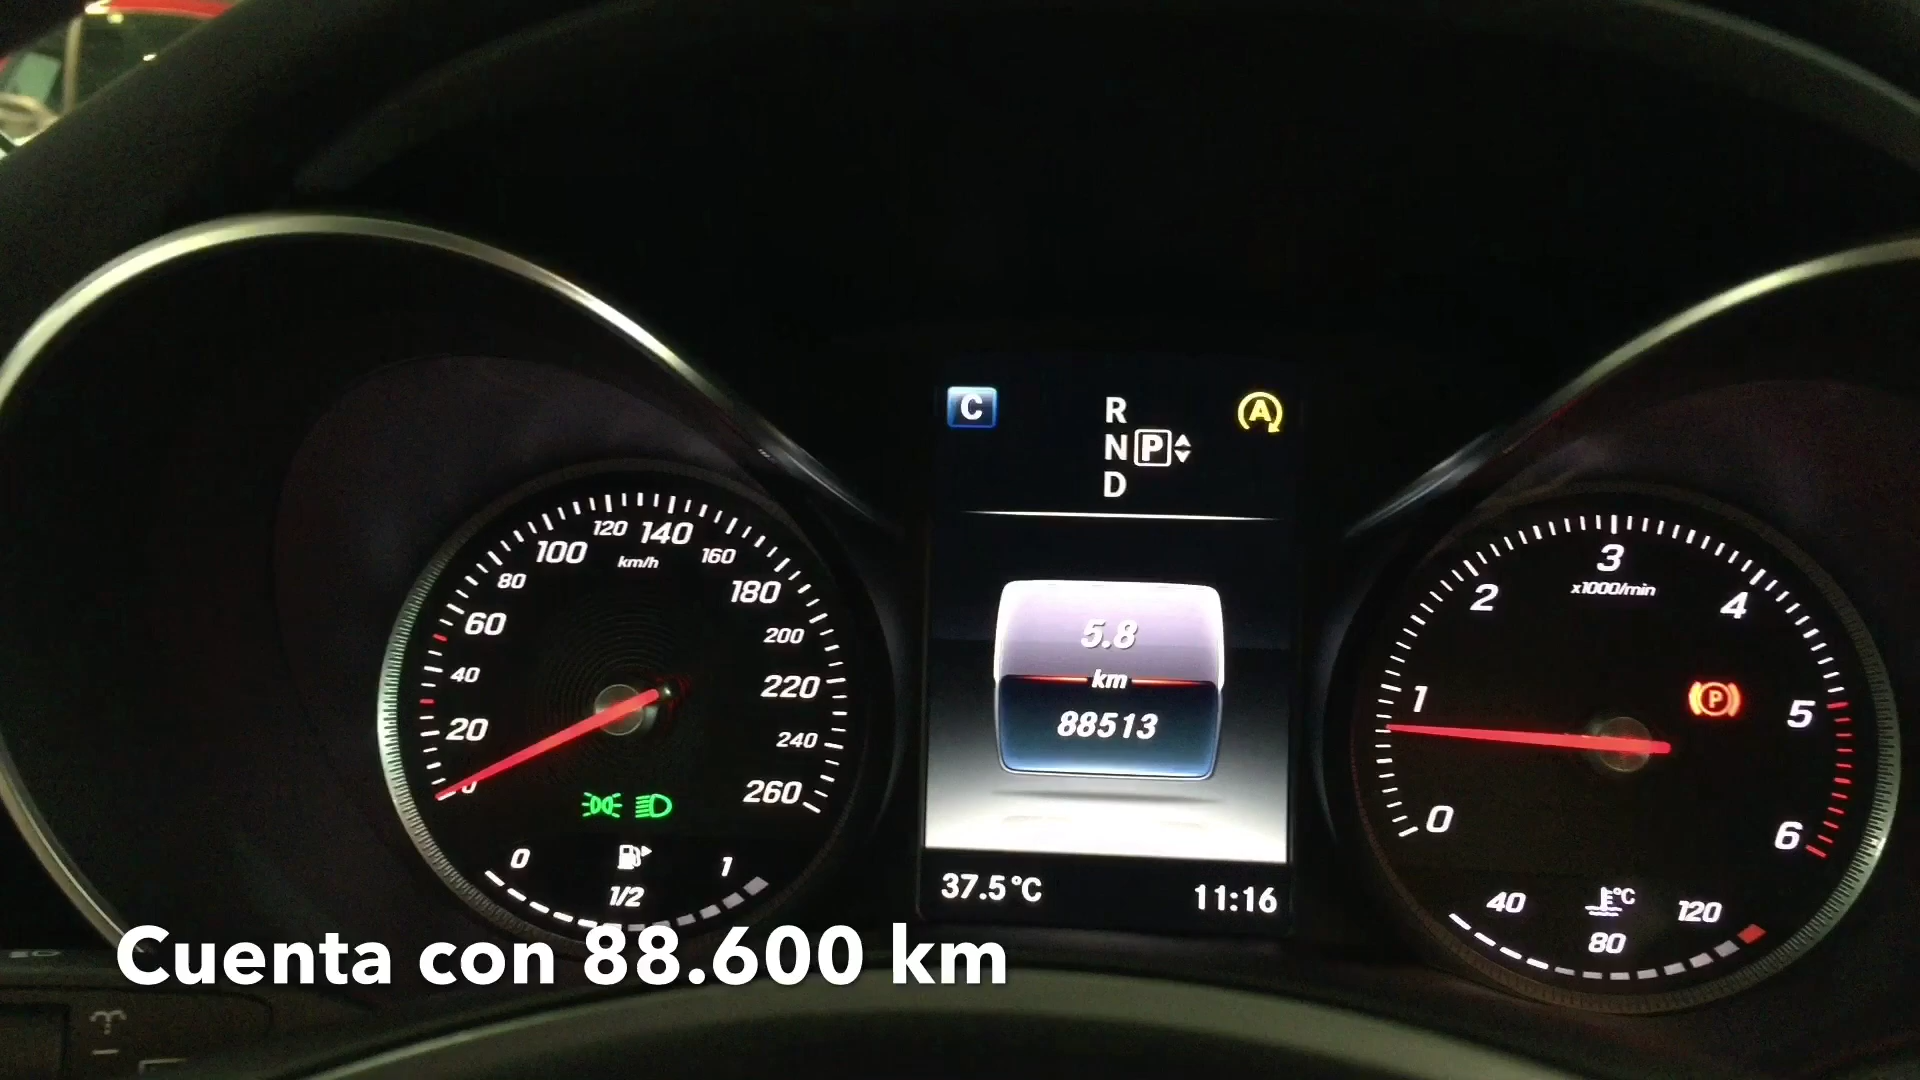 C
R
N P
D
A
120 140
100 160
km/h
80 180
60 200
40 220
20 240
0 260
0 1
1/2
5.8
km
88513
37.5°C
11:16
3
x1000/min
2 4
1 P 5
0 6
40 °C 120
80
Cuenta con 88.600 km